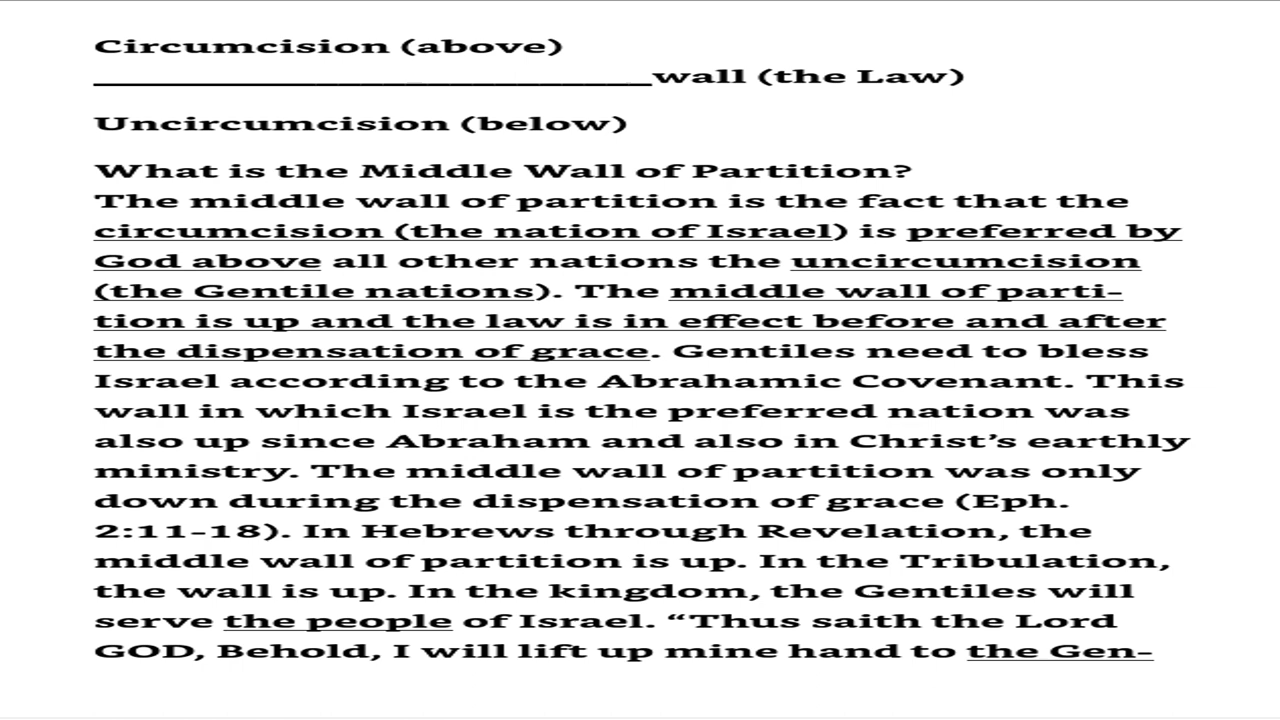 Circumcision (above)
_________________________wall (the Law)
Uncircumcision (below)
What is the Middle Wall of Partition?
The middle wall of partition is the fact that the
circumcision (the nation of Israel) is preferred by
God above all other nations the uncircumcision
(the Gentile nations). The middle wall of parti-
tion is up and the law is in effect before and after
the dispensation of grace. Gentiles need to bless
Israel according to the Abrahamic Covenant. This
wall in which Israel is the preferred nation was
also up since Abraham and also in Christ’s earthly
ministry. The middle wall of partition was only
down during the dispensation of grace (Eph.
2:11-18). In Hebrews through Revelation, the
middle wall of partition is up. In the Tribulation,
the wall is up. In the kingdom, the Gentiles will
serve the people of Israel. “Thus saith the Lord
GOD, Behold, I will lift up mine hand to the Gen-